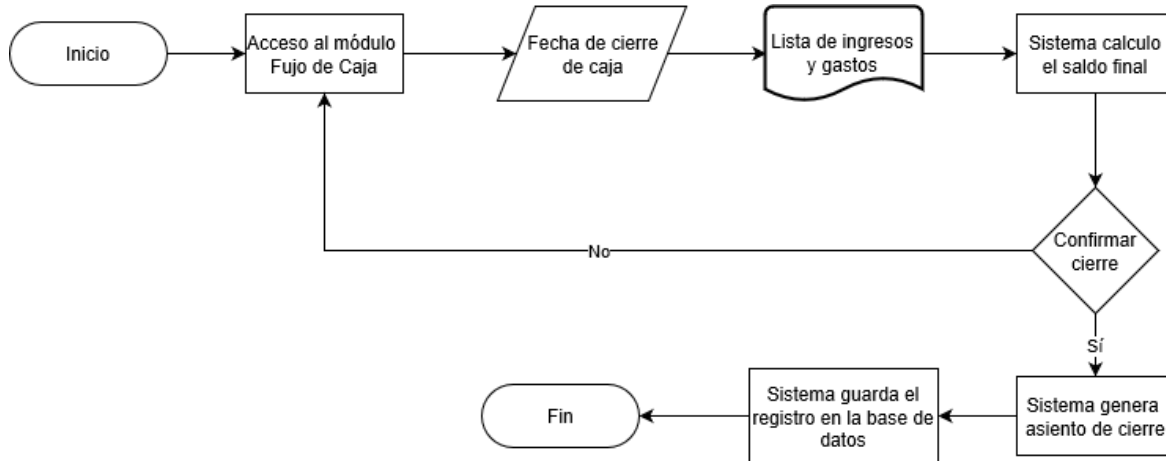 Inicio
Acceso al módulo
Fujo de Caja
Fecha de cierre
de caja
Lista de ingresos
y gastos
Sistema calculo
el saldo final
Confirmar
cierre
No
Sí
Sistema genera
asiento de cierre
Sistema guarda el
registro en la base de
datos
Fin